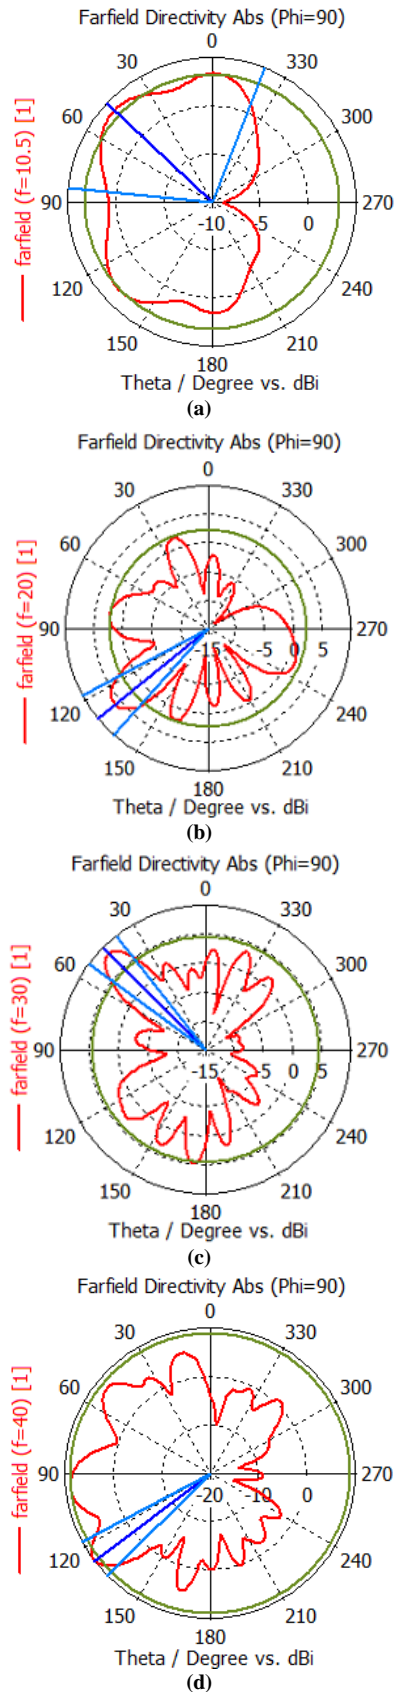 Farfield Directivity Abs (Phi=90)
0
30 330
60 300
90 -10 -5 0 270
120 240
150 210
180
Theta / Degree vs. dBi
farfield (f=10.5) [1]
(a)
Farfield Directivity Abs (Phi=90)
0
30 330
60 300
90 -15 -5 0 5 270
120 240
150 210
180
Theta / Degree vs. dBi
farfield (f=20) [1]
(b)
Farfield Directivity Abs (Phi=90)
0
30 330
60 300
90 -15 -5 0 5 270
120 240
150 210
180
Theta / Degree vs. dBi
farfield (f=30) [1]
(c)
Farfield Directivity Abs (Phi=90)
0
30 330
60 300
90 -20 -10 0 270
120 240
150 210
180
Theta / Degree vs. dBi
farfield (f=40) [1]
(d)